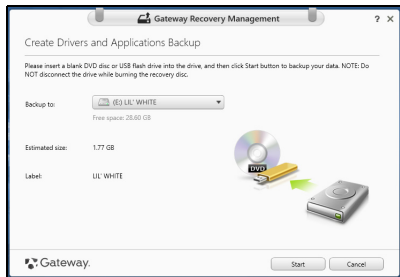 Gateway Recovery Management
? ×
Create Drivers and Applications Backup
Please insert a blank DVD disc or USB flash drive into the drive, and then click Start button to backup your data. NOTE: Do
NOT disconnect the drive while burning the recovery disc.
Backup to: (E:) LIL' WHITE
Free space: 28.60 GB
Estimated size: 1.77 GB
DVD
Label: LIL' WHITE
Gateway.
Start Cancel